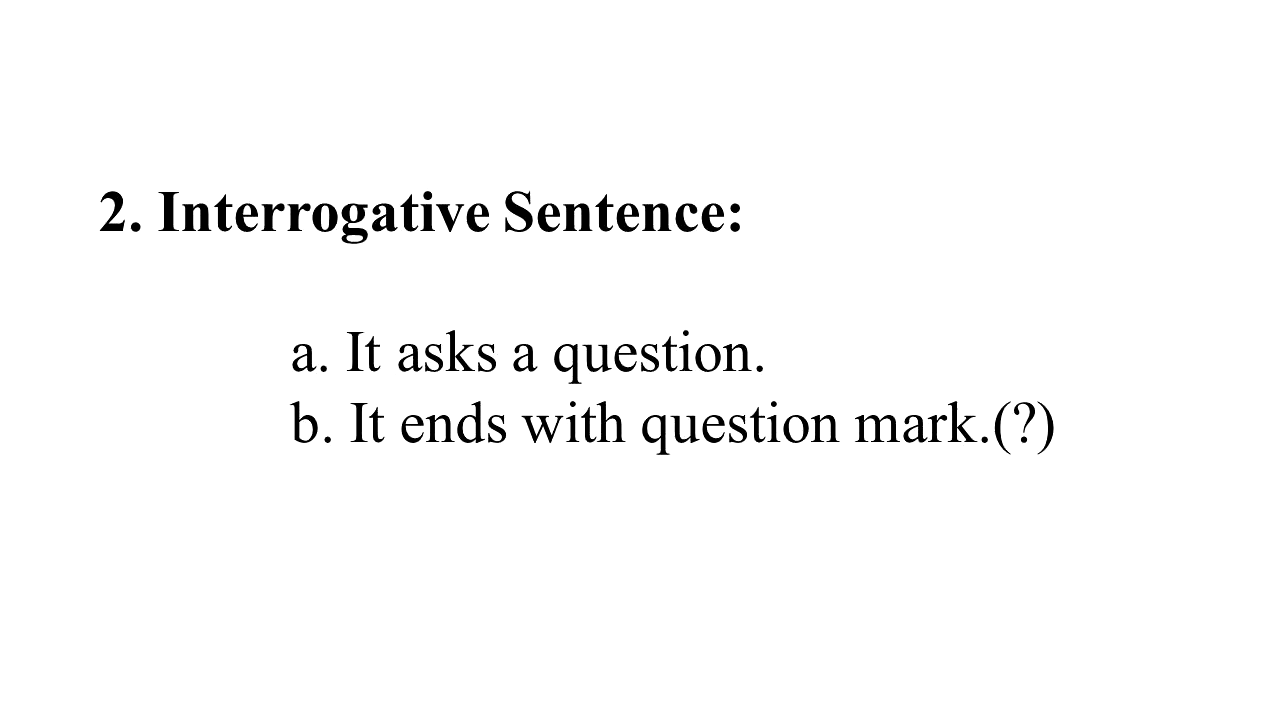 2. Interrogative Sentence:
a. It asks a question.
b. It ends with question mark.(?)